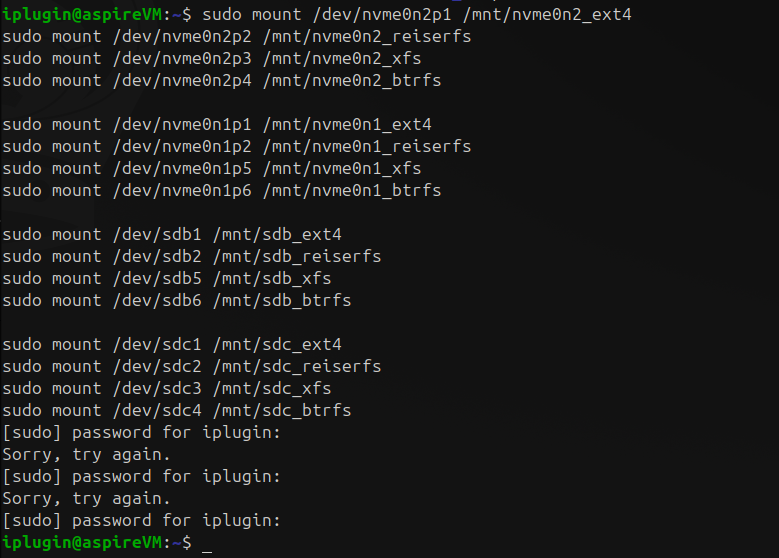 iplugin@aspireVM:~$ sudo mount /dev/nvme0n2p1 /mnt/nvme0n2_ext4
sudo mount /dev/nvme0n2p2 /mnt/nvme0n2_reiserfs
sudo mount /dev/nvme0n2p3 /mnt/nvme0n2_xfs
sudo mount /dev/nvme0n2p4 /mnt/nvme0n2_btrfs

sudo mount /dev/nvme0n1p1 /mnt/nvme0n1_ext4
sudo mount /dev/nvme0n1p2 /mnt/nvme0n1_reiserfs
sudo mount /dev/nvme0n1p5 /mnt/nvme0n1_xfs
sudo mount /dev/nvme0n1p6 /mnt/nvme0n1_btrfs

sudo mount /dev/sdb1 /mnt/sdb_ext4
sudo mount /dev/sdb2 /mnt/sdb_reiserfs
sudo mount /dev/sdb5 /mnt/sdb_xfs
sudo mount /dev/sdb6 /mnt/sdb_btrfs

sudo mount /dev/sdc1 /mnt/sdc_ext4
sudo mount /dev/sdc2 /mnt/sdc_reiserfs
sudo mount /dev/sdc3 /mnt/sdc_xfs
sudo mount /dev/sdc4 /mnt/sdc_btrfs
[sudo] password for iplugin:
Sorry, try again.
[sudo] password for iplugin:
Sorry, try again.
[sudo] password for iplugin:
iplugin@aspireVM:~$ _